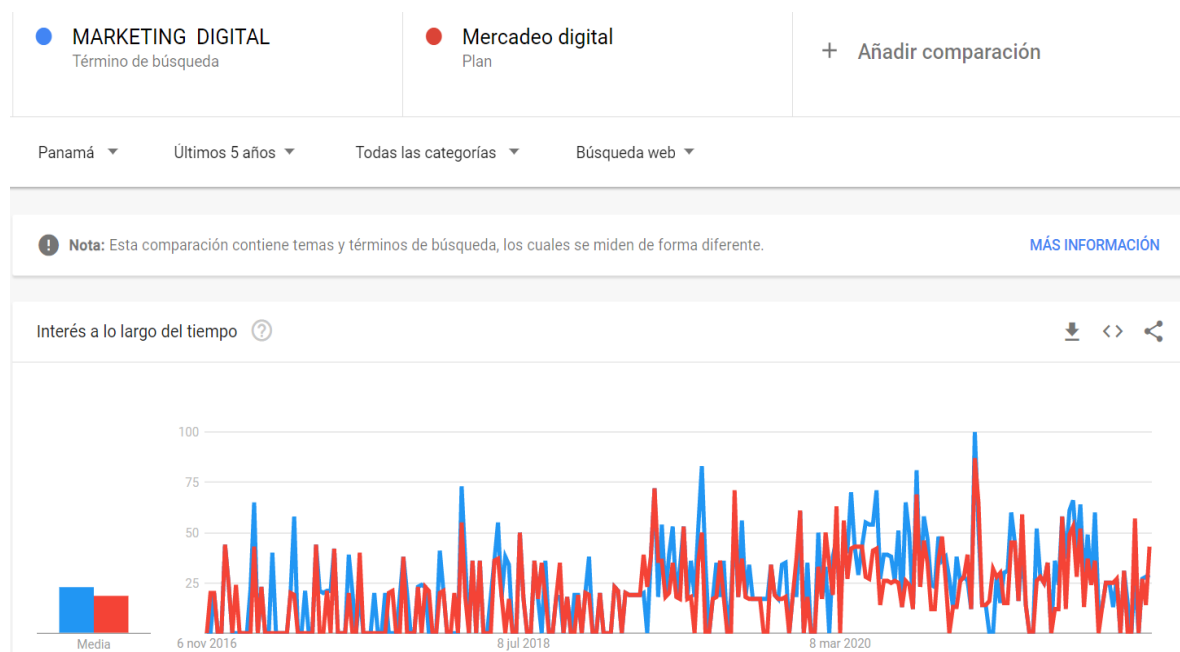 MARKETING DIGITAL
Término de búsqueda
Mercadeo digital
Plan
+ Añadir comparación
Panamá
Últimos 5 años
Todas las categorías
Búsqueda web
Nota: Esta comparación contiene temas y términos de búsqueda, los cuales se miden de forma diferente.
MÁS INFORMACIÓN
Interés a lo largo del tiempo
100
75
50
25
Media
6 nov 2016
8 jul 2018
8 mar 2020